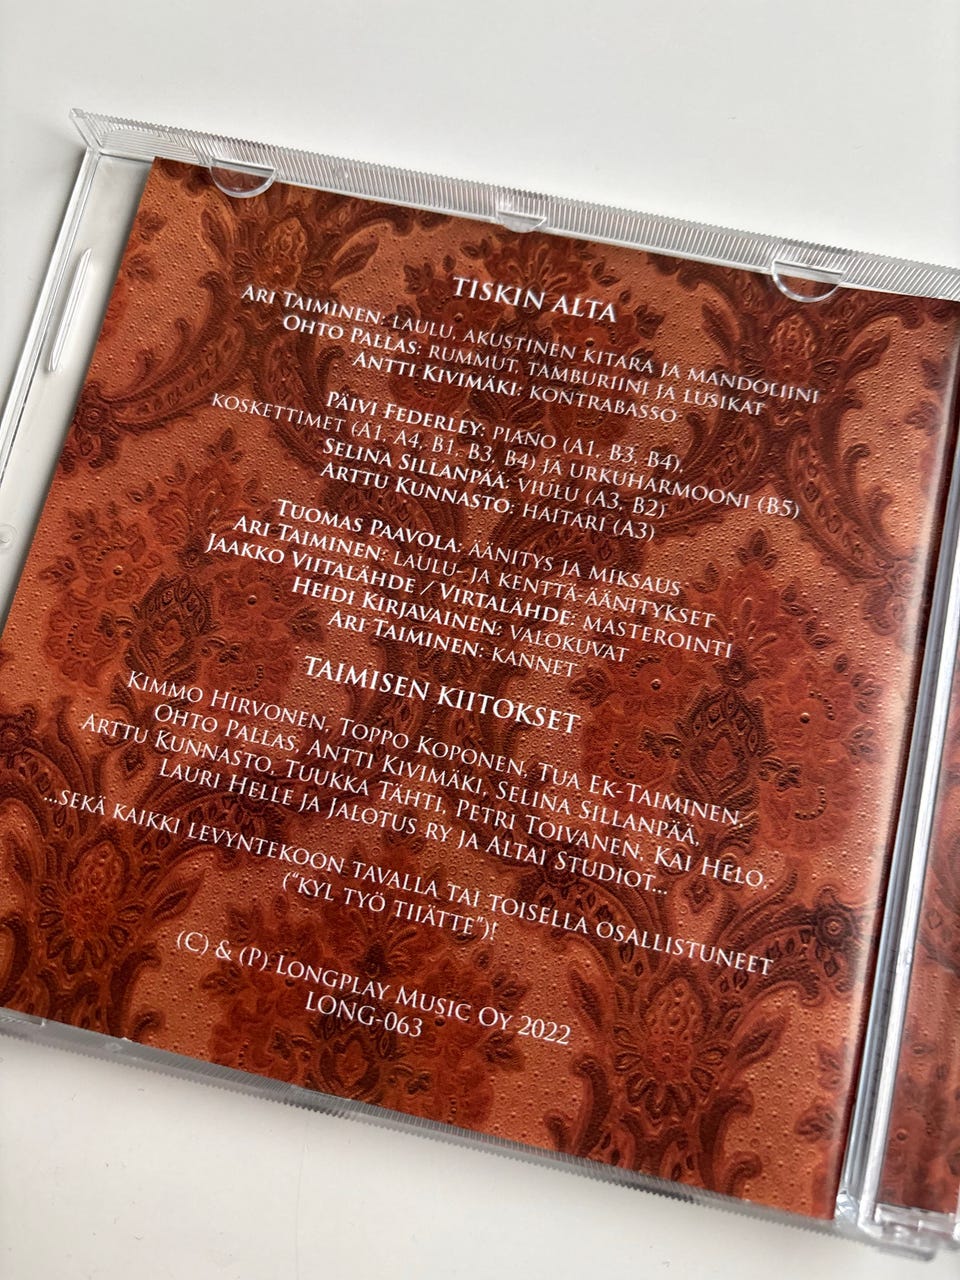 TISKIN ALTA
ARI TAIMINEN: LAULU, AKUSTINEN KITARA JA MANDOLIINI
OHTO PALLAS: RUMMUT, TAMBURIINI JA LUSIKAT
ANTTI KIVIMÄKI: KONTRABASSO
PÄIVI FEDERLEY: PIANO (A1, B3, B4),
KOSKETTIMET (A1, A4, B1, B3, B4) JA URKUHARMOONI (B5)
SELINA SILLANPÄÄ: VIULU (A3, B2)
ARTTU KUNNASTO: HAITARI (A3)
TUOMAS PAAVOLA: ÄÄNITYS JA MIKSAUS
ARI TAIMINEN: LAULU- JA KENTTÄ-ÄÄNITYKSET
JAAKKO VIITALÄHDE / VIRTALÄHDE: MASTEROINTI
HEIDI KIRJAVAINEN: VALOKUVAT
ARI TAIMINEN: KANNET
TAIMISEN KIITOKSET
KIMMO HIRVONEN, TOPPO KOPONEN, TUA EK-TAIMINEN,
OHTO PALLAS, ANTTI KIVIMÄKI, SELINA SILLANPÄÄ,
ARTTU KUNNASTO, TUUKKA TÄHTI, PETRI TOIVANEN, KAI HELO,
LAURI HELLE JA JALOTUS RY JA ALTAI STUDIOT...
...SEKÄ KAIKKI LEVYNTEKOON TAVALLA TAI TOISELLA OSALLISTUNEET
("KYL TYÖ TIIÄTTE")!
(C) & (P) LONGPLAY MUSIC OY 2022
LONG-063